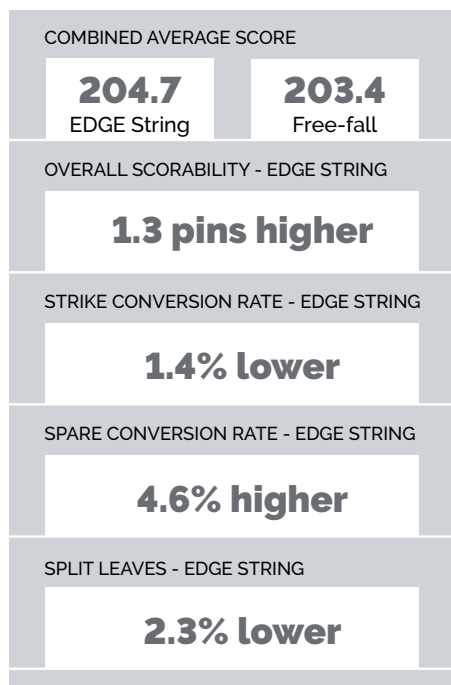 COMBINED AVERAGE SCORE
204.7 203.4
EDGE String Free-fall
OVERALL SCORABILITY - EDGE STRING
1.3 pins higher
STRIKE CONVERSION RATE - EDGE STRING
1.4% lower
SPARE CONVERSION RATE - EDGE STRING
4.6% higher
SPLIT LEAVES - EDGE STRING
2.3% lower